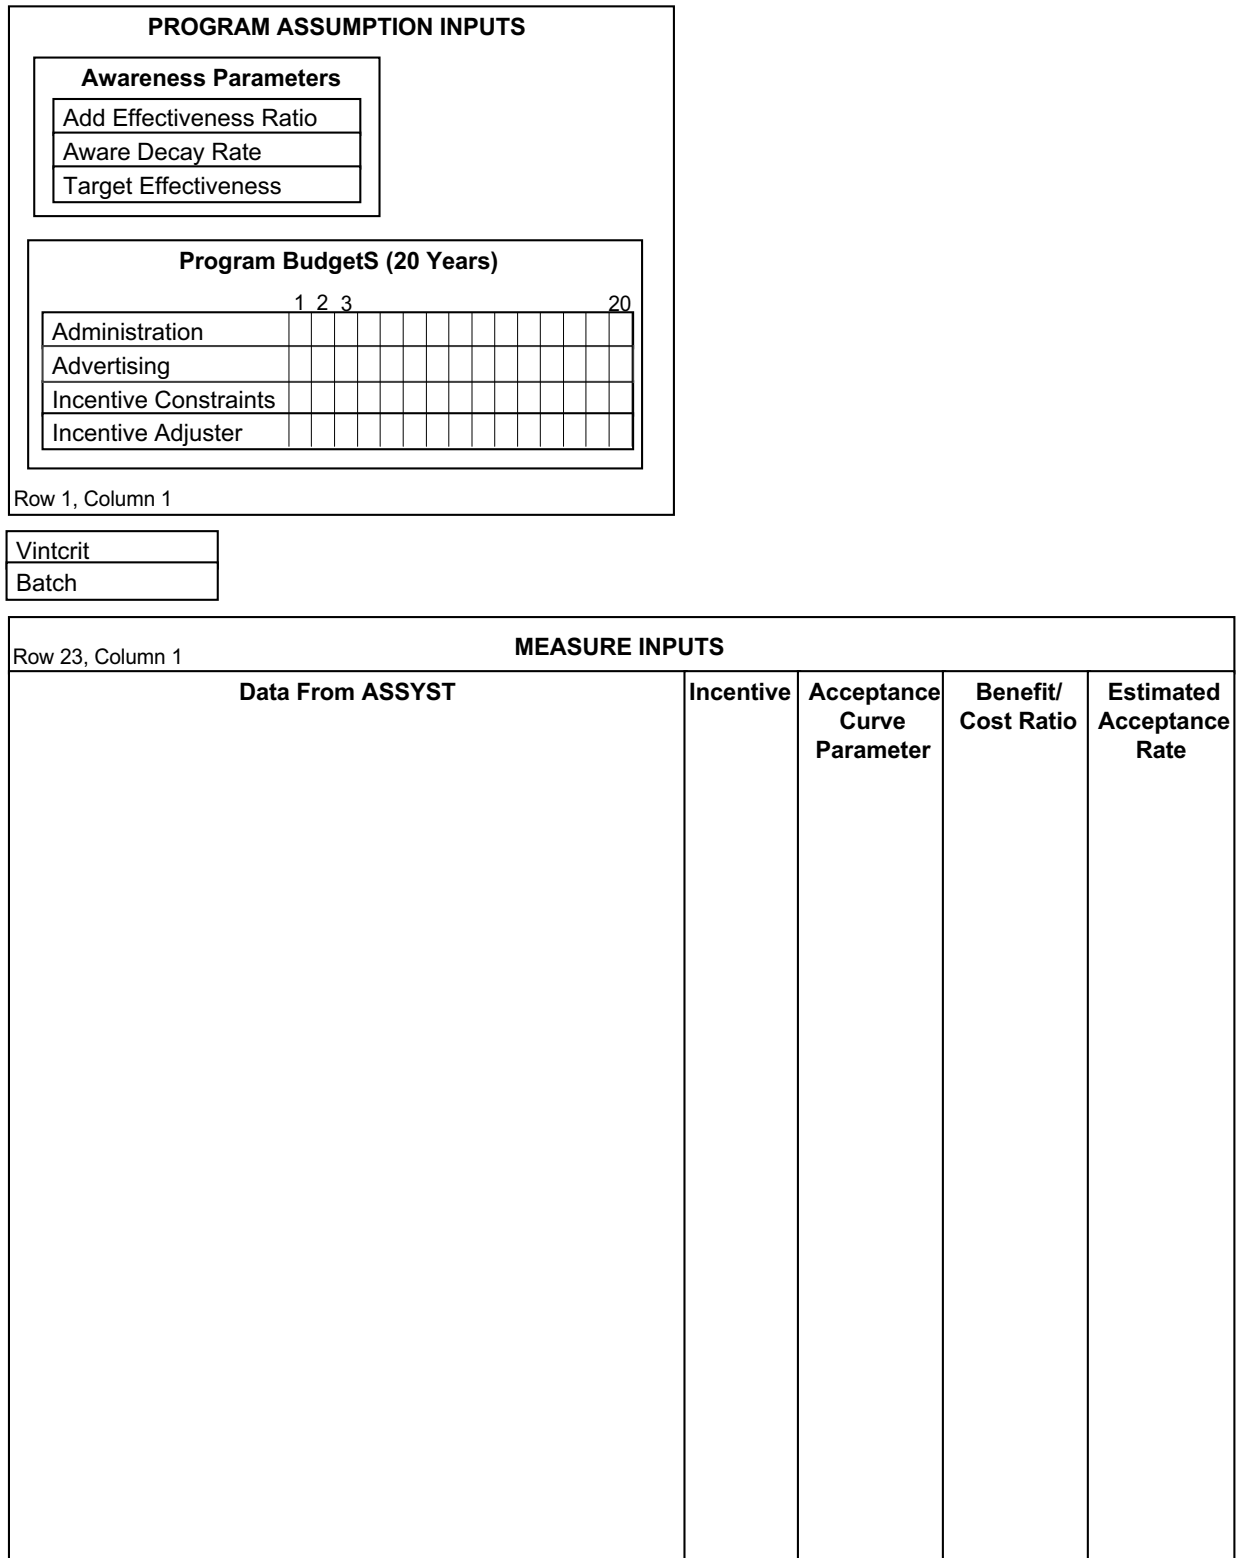 PROGRAM ASSUMPTION INPUTS
Awareness Parameters
Add Effectiveness Ratio
Aware Decay Rate
Target Effectiveness
Program BudgetS (20 Years)
1 2 3 20
Administration
Advertising
Incentive Constraints
Incentive Adjuster
Row 1, Column 1
Vintcrit
Batch
MEASURE INPUTS
Row 23, Column 1
Data From ASSYST
Incentive
Acceptance
Curve
Parameter
Benefit/
Cost Ratio
Estimated
Acceptance
Rate